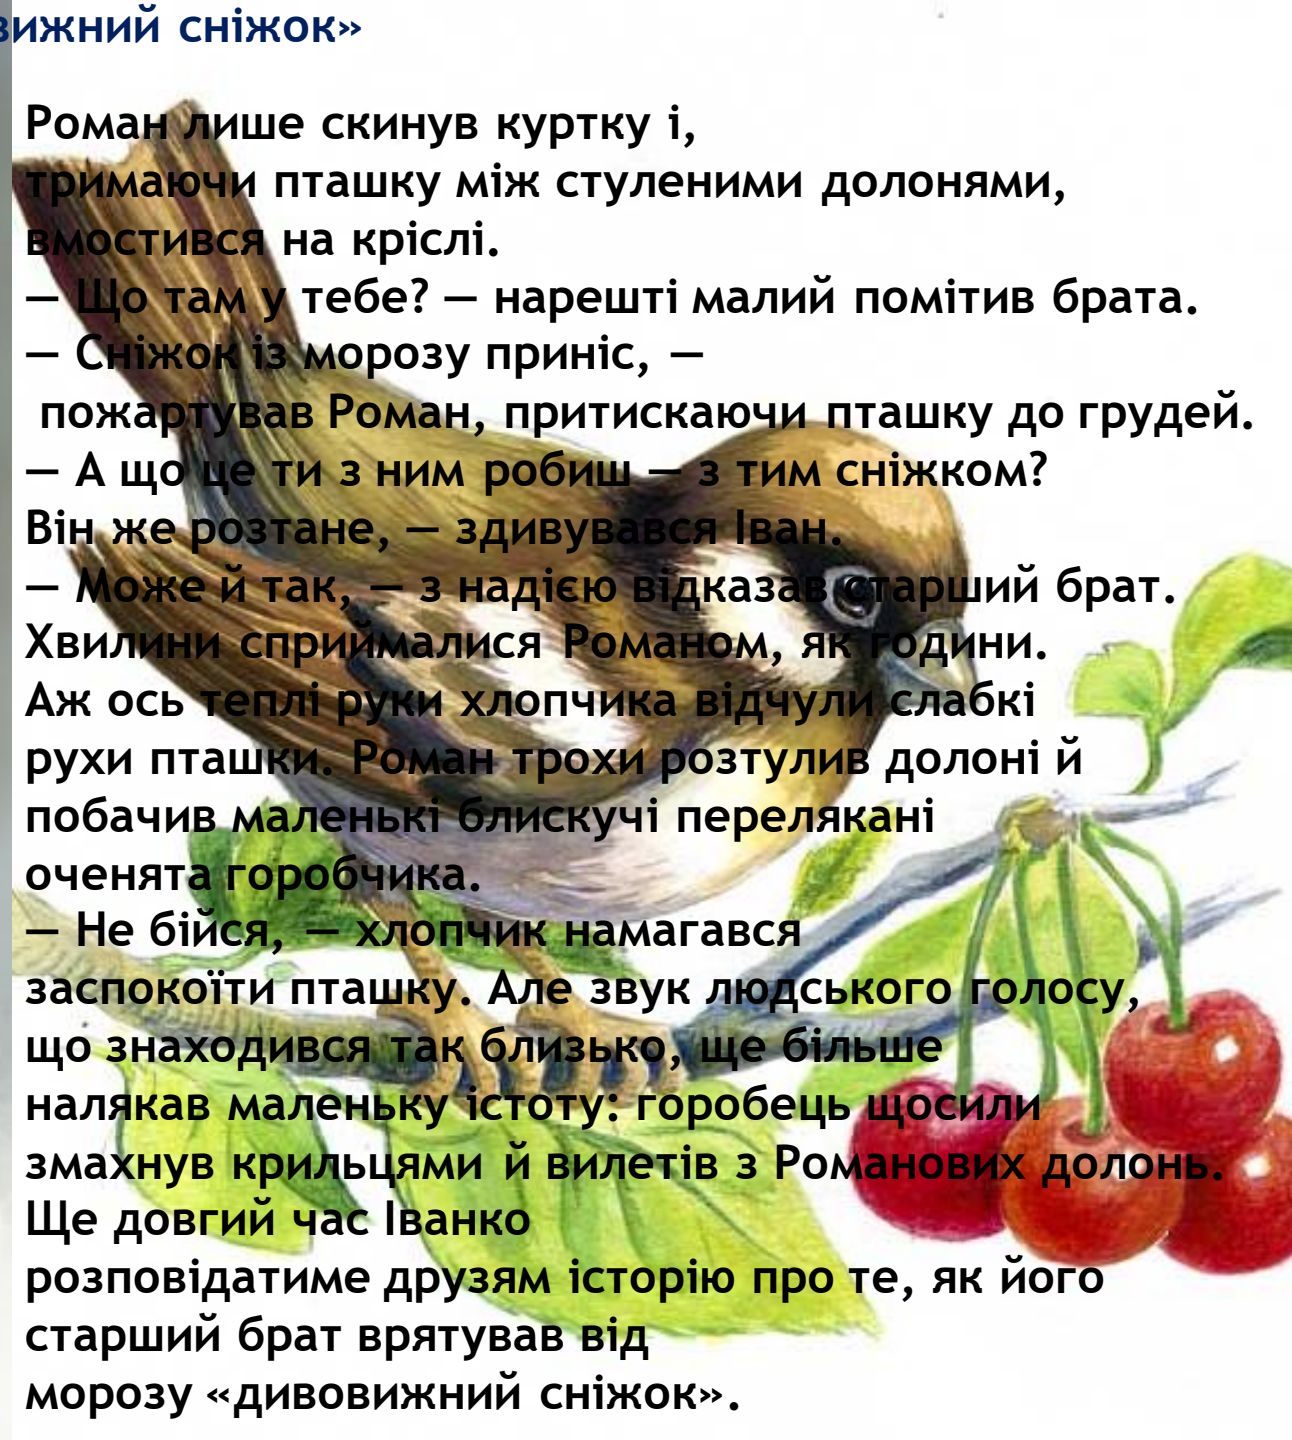 сніжок»
Роман лише скинув куртку і,
тримаючи пташку між стуленими долонями,
вмостився на кріслі.
— Що там у тебе? — нарешті малий помітив брата.
— Сніжок із морозу приніс, —
пожартував Роман, притискаючи пташку до грудей.
— А що це ти з ним робиш — з тим сніжком?
Він же розтане, — здивувався Іван.
— Може й так, — з надією відказав старший брат.
Хвилини сприймалися Романом, як години.
Аж ось теплі руки хлопчика відчули слабкі
рухи пташки. Роман трохи розтулив долоні й
побачив маленькі блискучі перелякані
оченята горобчика.
— Не бійся, — хлопчик намагався
заспокоїти пташку. Але звук людського голосу,
що знаходився так близько, ще більше
налякав маленьку істоту: горобець щосили
змахнув крильцями й вилетів з Романових долонь.
Ще довгий час Іванко
розповідатиме друзям історію про те, як його
старший брат врятував від
морозу «дивовижний сніжок».